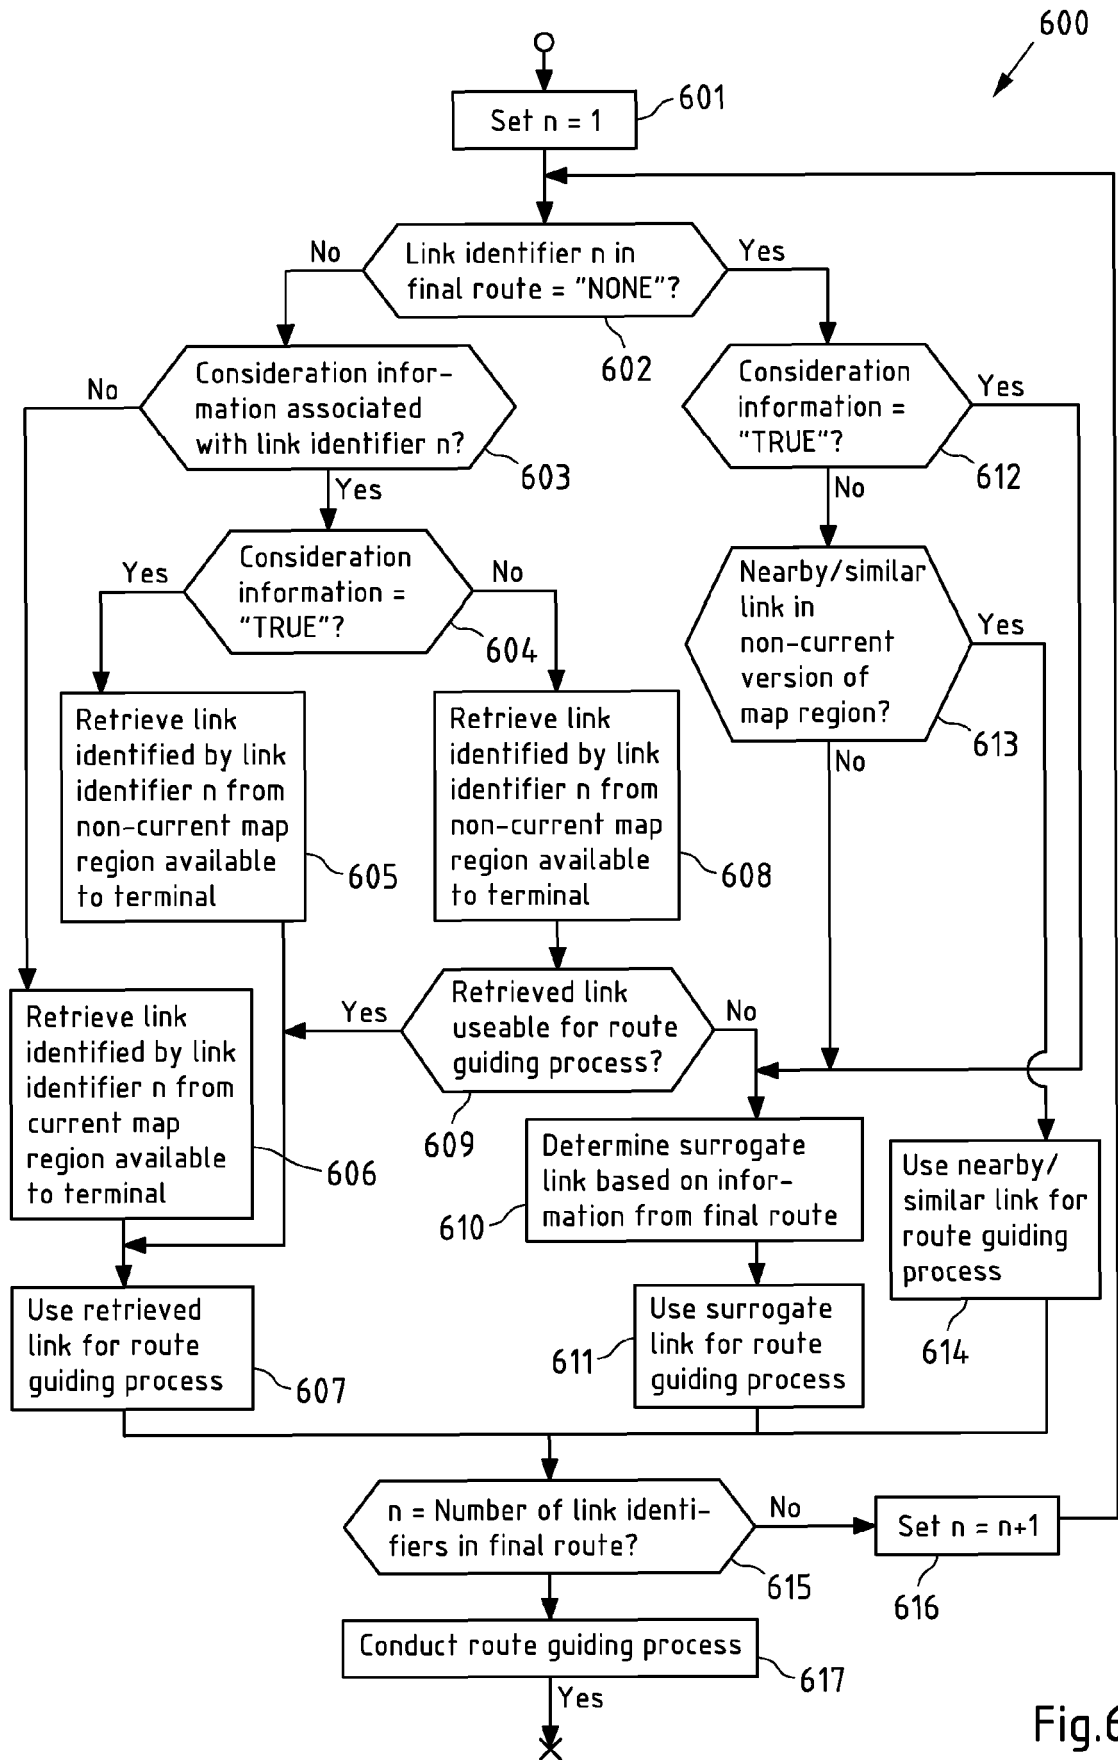 600
601
Set n = 1
No
Link identifier n in
final route = "NONE"?
Yes
602
No
Consideration infor-
mation associated
with link identifier n?
603
Consideration
information =
"TRUE"?
Yes
612
Yes
No
Yes
Consideration
information =
"TRUE"?
No
604
Nearby/similar
link in
non-current
version of
map region?
Yes
613
No
Retrieve link
identified by link
identifier n from
non-current map
region available
to terminal
605
Retrieve link
identified by link
identifier n from
non-current map
region available
to terminal
608
Retrieve link
identified by link
identifier n from
current map
region available
to terminal
606
Yes
Retrieved link
useable for route
guiding process?
No
609
Determine surrogate
link based on infor-
mation from final route
610
Use nearby/
similar link for
route guiding
process
614
Use retrieved
link for route
guiding process
607
Use surrogate
link for route
guiding process
611
n = Number of link identi-
fiers in final route?
No
615
Set n = n+1
616
Conduct route guiding process
617
Yes
Fig.6